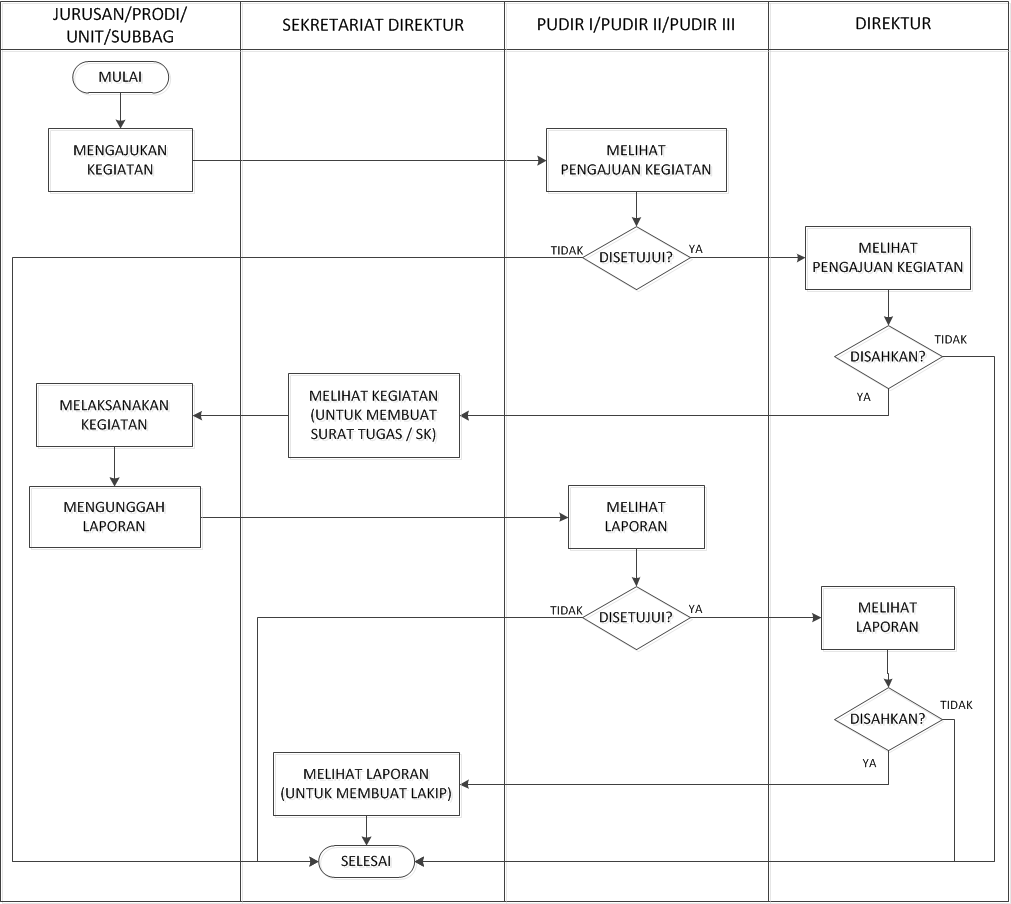 JURUSAN/PRODI/
UNIT/SUBBAG
SEKRETARIAT DIREKTUR
PUDIR I/PUDIR II/PUDIR III
DIREKTUR
MULAI
MENGAJUKAN
KEGIATAN
MELIHAT
PENGAJUAN KEGIATAN
TIDAK
DISETUJUI?
YA
MELIHAT
PENGAJUAN KEGIATAN
DISAHKAN?
TIDAK
YA
MELIHAT KEGIATAN
(UNTUK MEMBUAT
SURAT TUGAS / SK)
MELAKSANAKAN
KEGIATAN
MENGUNGGAH
LAPORAN
MELIHAT
LAPORAN
TIDAK
DISETUJUI?
YA
MELIHAT
LAPORAN
DISAHKAN?
TIDAK
YA
MELIHAT LAPORAN
(UNTUK MEMBUAT LAKIP)
SELESAI